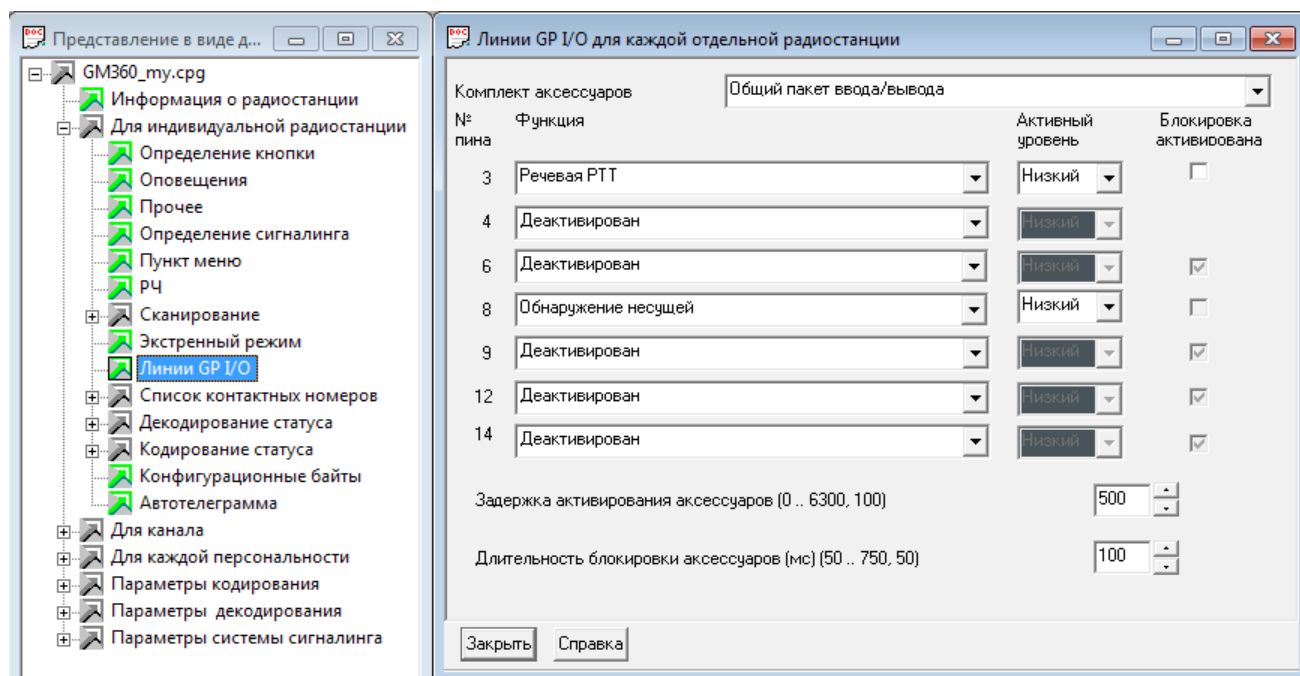 Представление в виде д...
GM360_my.cpg
Информация о радиостанции
Для индивидуальной радиостанции
Определение кнопки
Оповещения
Прочее
Определение сигналинга
Пункт меню
РЧ
Сканирование
Экстренный режим
Линии GP I/O
Список контактных номеров
Декодирование статуса
Кодирование статуса
Конфигурационные байты
Автотелеграмма
Для канала
Для каждой персональности
Параметры кодирования
Параметры декодирования
Параметры системы сигналинга
Линии GP I/O для каждой отдельной радиостанции
Комплект аксессуаров Общий пакет ввода/вывода
№ пина Функция Активный уровень Блокировка активирована
3 Речевая PTT Низкий
4 Деактивирован Низкий
6 Деактивирован Низкий
8 Обнаружение несущей Низкий
9 Деактивирован Низкий
12 Деактивирован Низкий
14 Деактивирован Низкий
Задержка активирования аксессуаров (0 .. 6300, 100) 500
Длительность блокировки аксессуаров (мс) (50 .. 750, 50) 100
Закрыть Справка